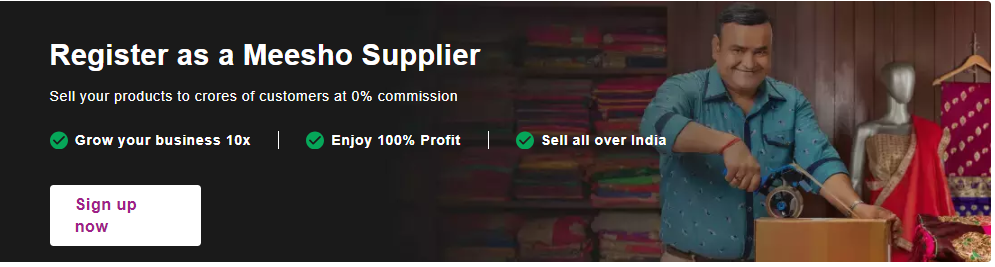 Register as a Meesho Supplier
Sell your products to crores of customers at 0% commission
Grow your business 10x
Enjoy 100% Profit
Sell all over India
Sign up
now